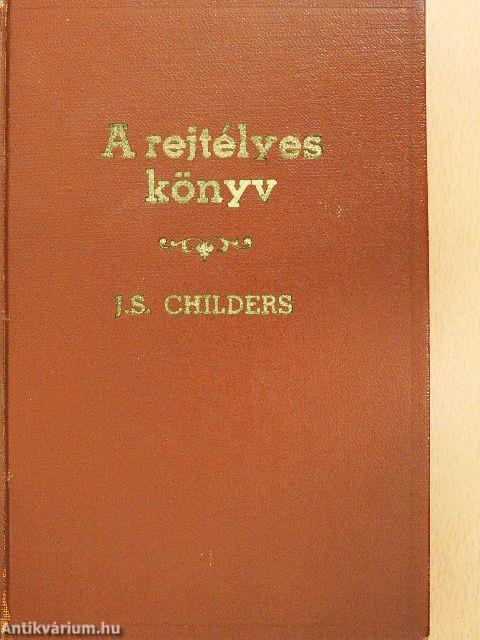 A rejtélyes
könyv
J.S. CHILDERS
Antikvárium.hu